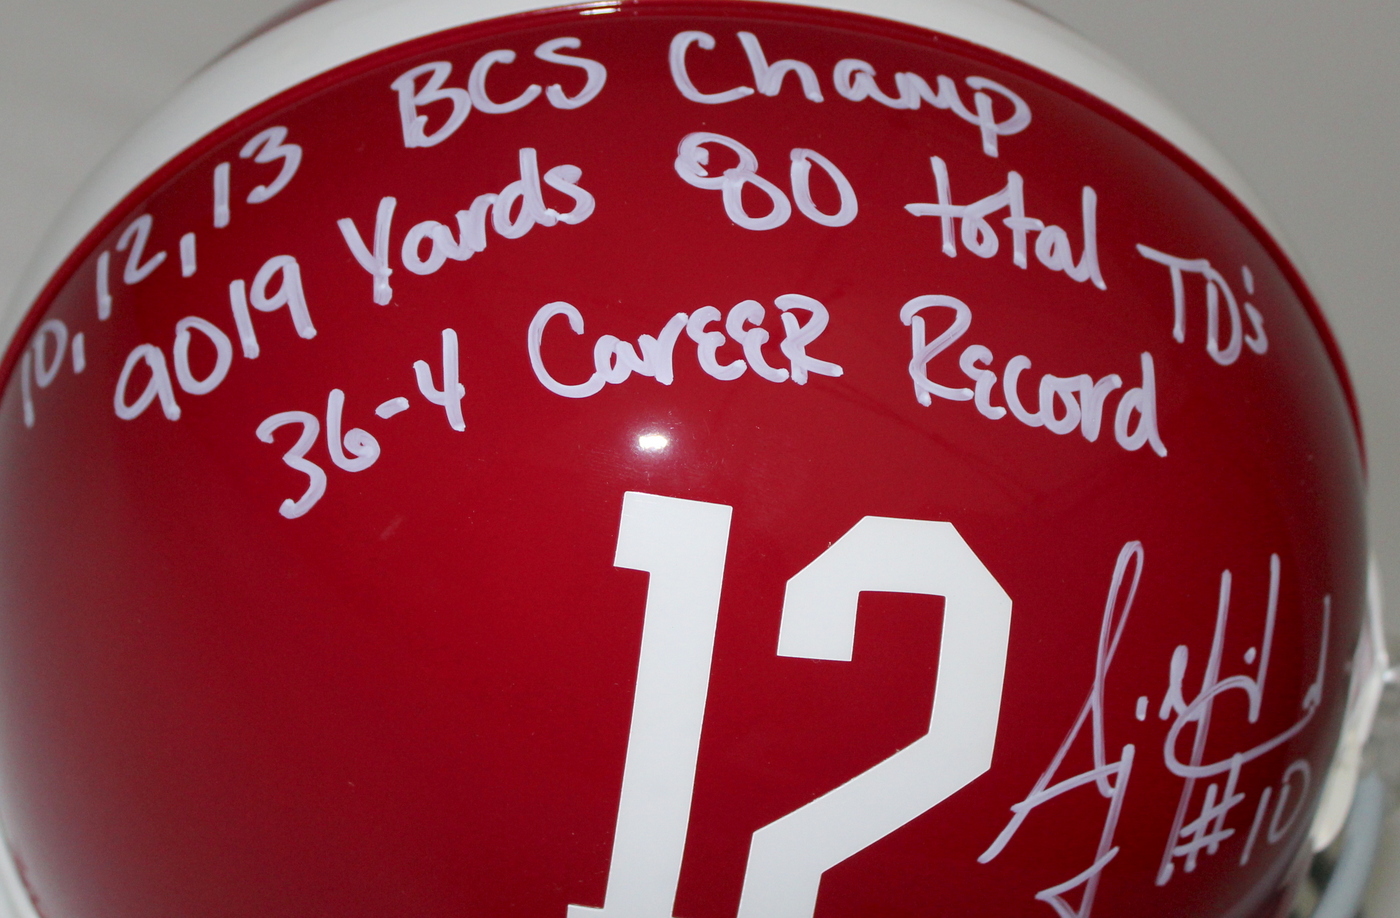 10, 12, 13 BCS Champ
9019 Yards 80 total TD's
36-4 CarEER REcord
12
#10